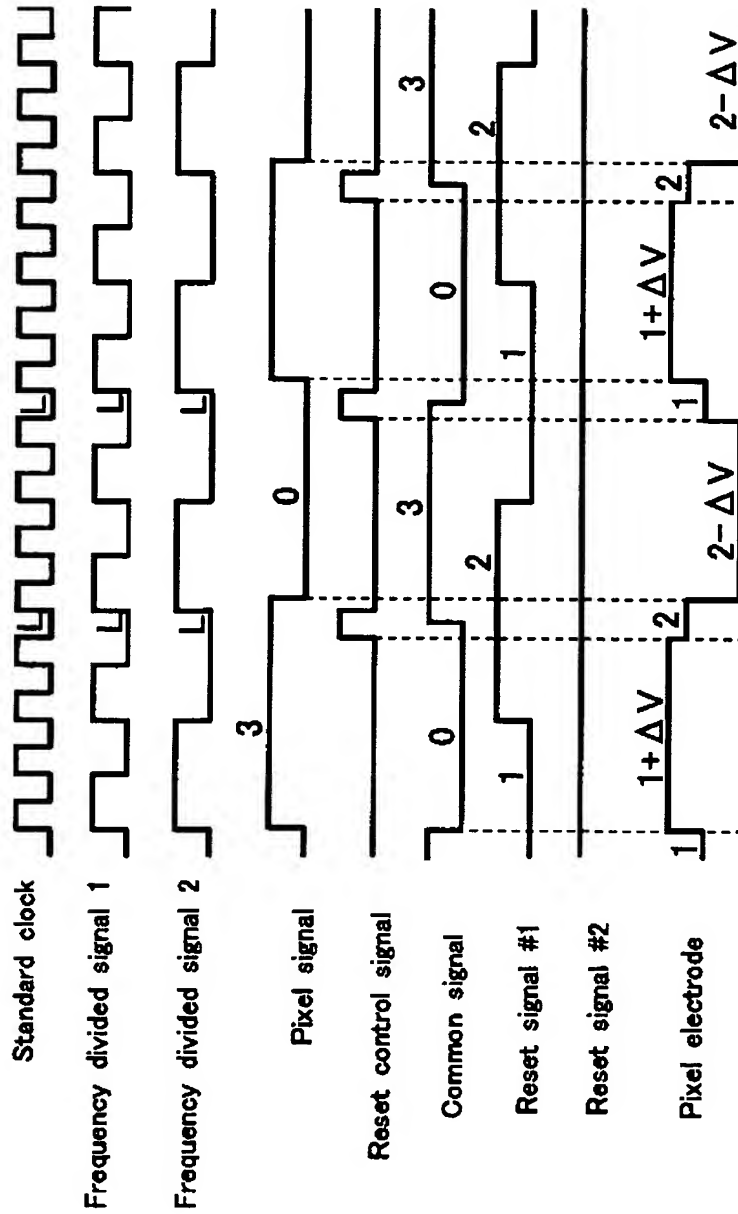 Standard clock
L L
Frequency divided signal 1
L L
Frequency divided signal 2
L L
Pixel signal
3 0
Reset control signal
Common signal
0 3 0 3
Reset signal #1
1 2 1 2
Reset signal #2
Pixel electrode
1 1+ΔV 2 2-ΔV 1 1+ΔV 2 2-ΔV